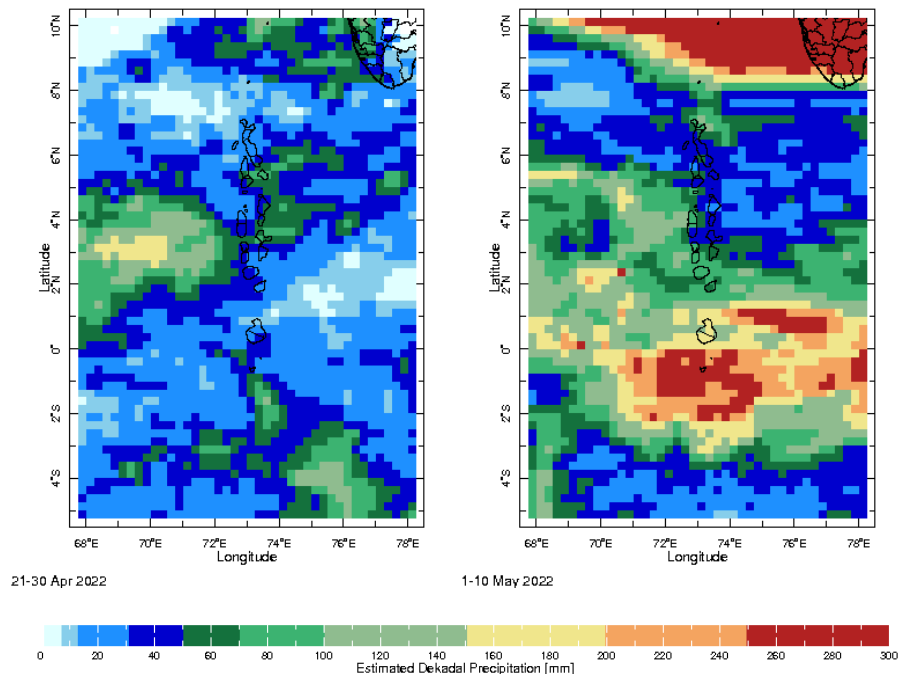 10°N
8°N
6°N
4°N
2°N
0°
2°S
4°S
Latitude
68°E 70°E 72°E 74°E 76°E 78°E
Longitude
21-30 Apr 2022
10°N
8°N
6°N
4°N
2°N
0°
2°S
4°S
Latitude
68°E 70°E 72°E 74°E 76°E 78°E
Longitude
1-10 May 2022
0 20 40 60 80 100 120 140 160 180 200 220 240 260 280 300
Estimated Dekadal Precipitation [mm]